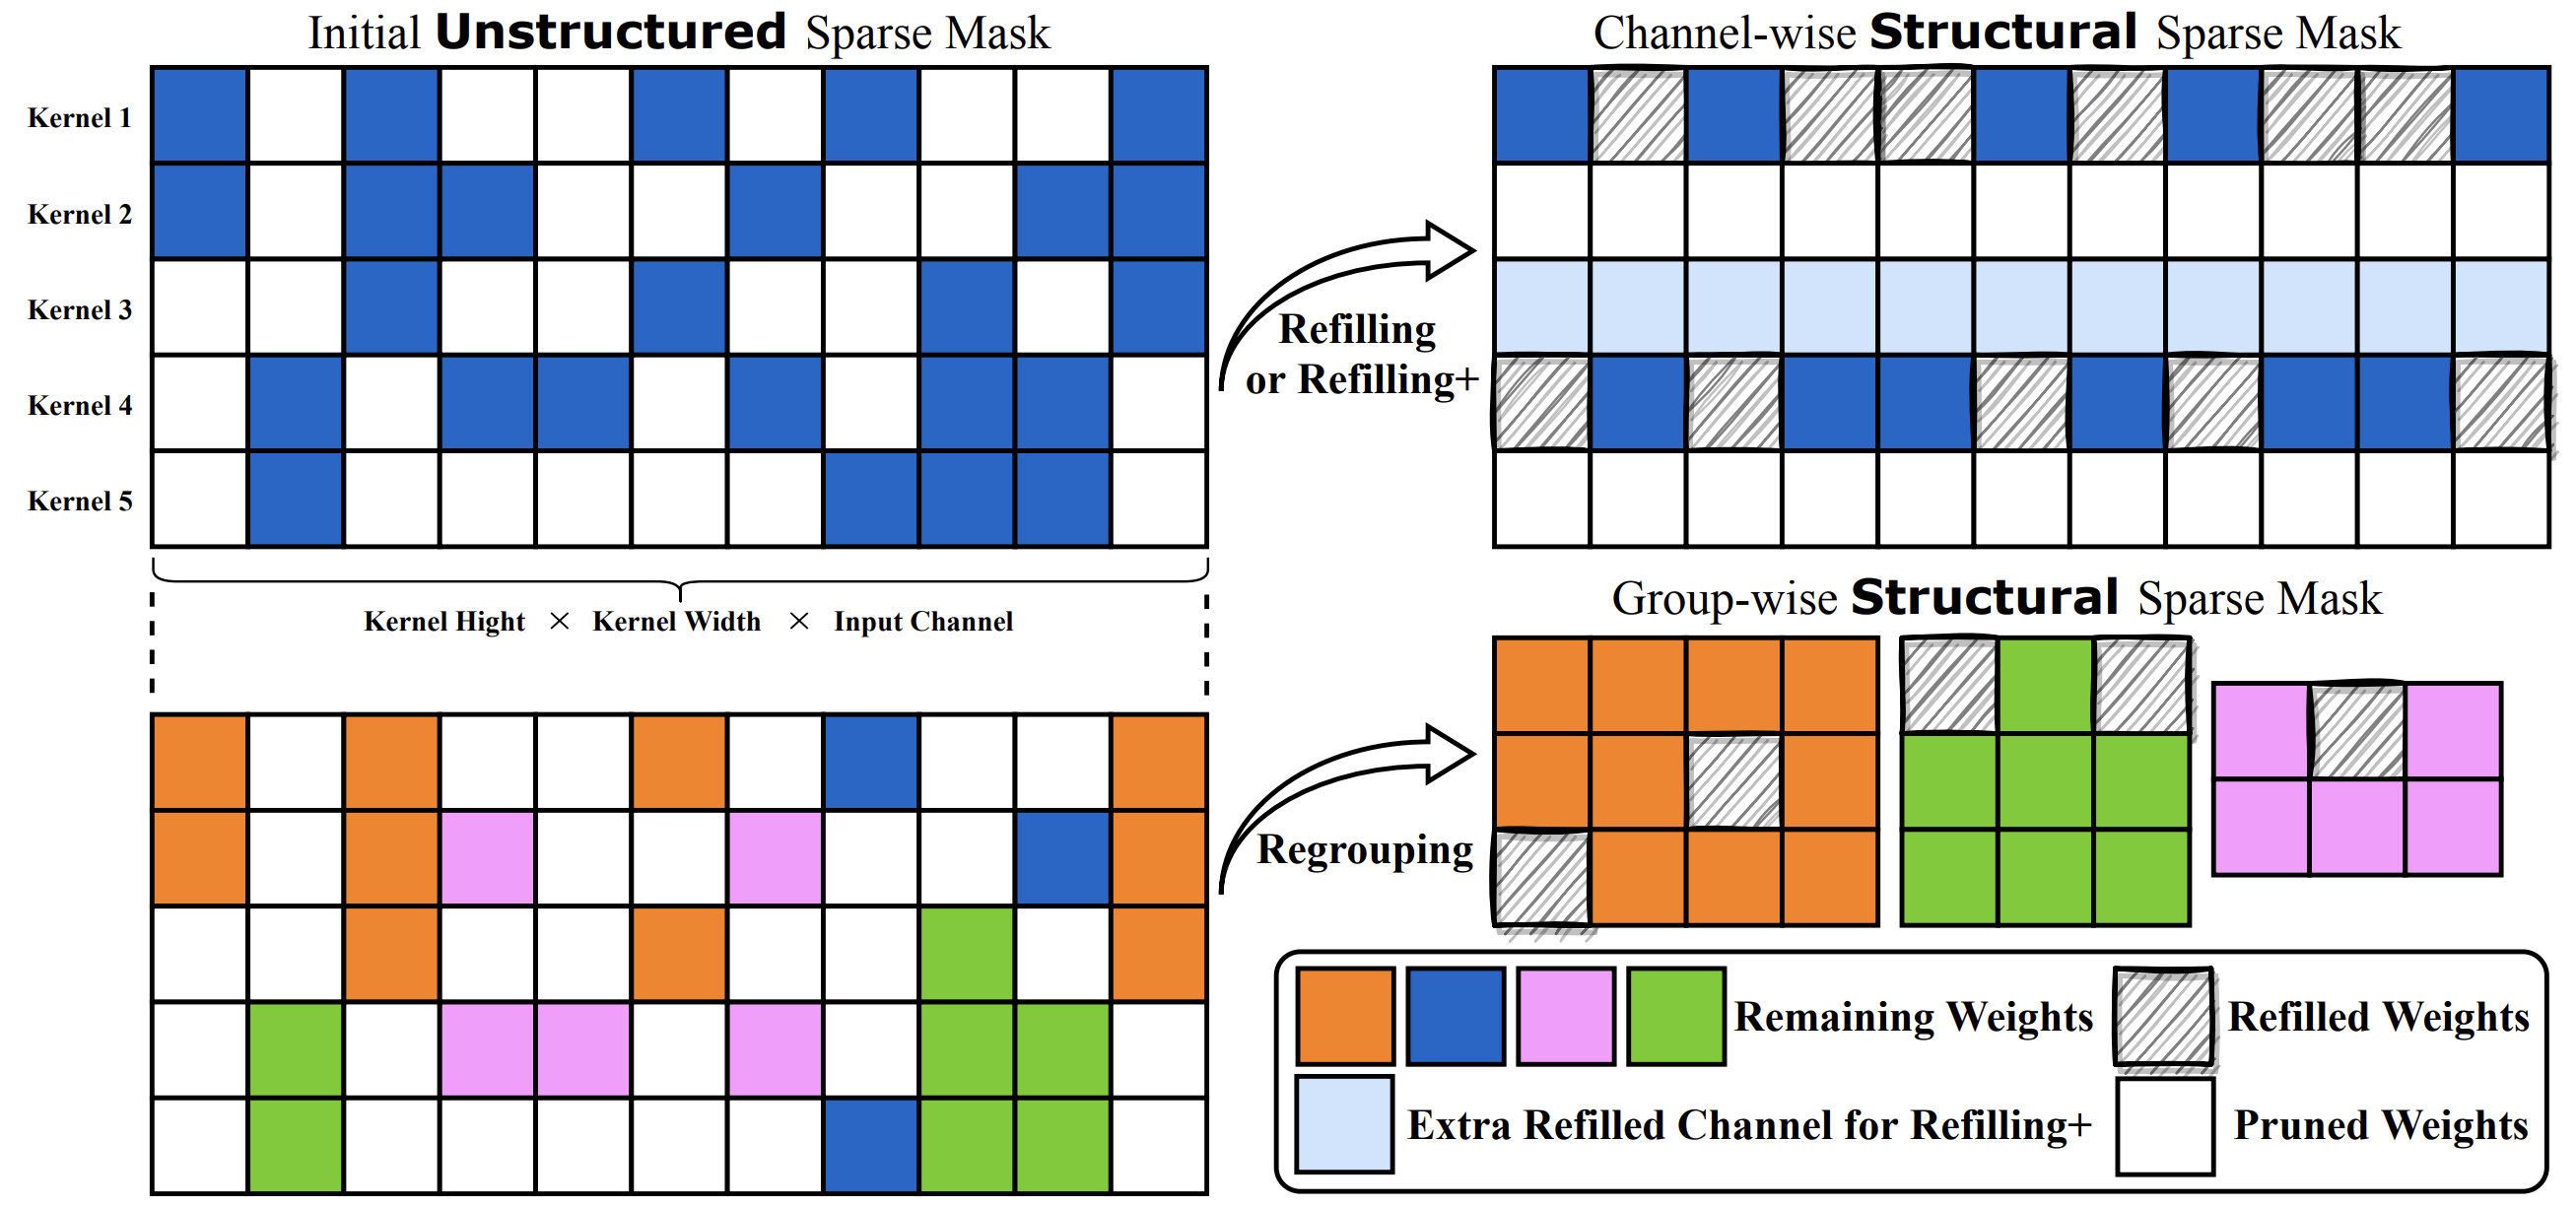 Initial Unstructured Sparse Mask
Kernel 1
Kernel 2
Kernel 3
Kernel 4
Kernel 5
Kernel Hight × Kernel Width × Input Channel
Refilling
or Refilling+
Channel-wise Structural Sparse Mask
Regrouping
Group-wise Structural Sparse Mask
Remaining Weights
Refilled Weights
Extra Refilled Channel for Refilling+
Pruned Weights